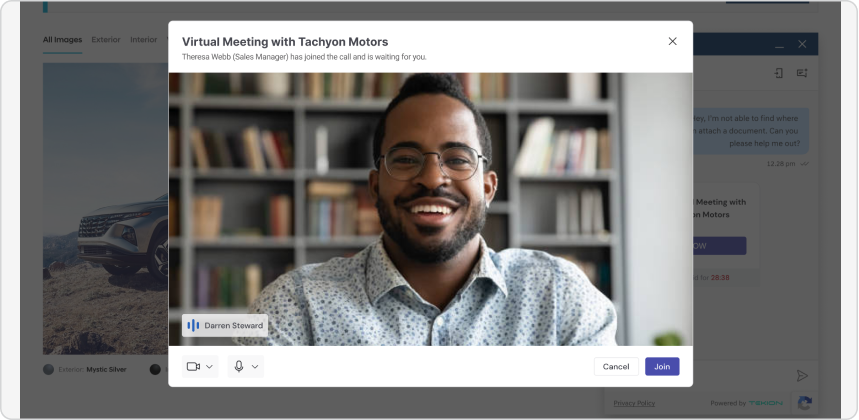 All Images Exterior Interior
Virtual Meeting with Tachyon Motors
Theresa Webb (Sales Manager) has joined the call and is waiting for you.
Darren Steward
Cancel
Join
Exterior: Mystic Silver
I'm not able to find where
attach a document. Can you
please help me out?
12.28 pm
Meeting with
Motors
for 28:38
Privacy Policy
Powered by TEKION